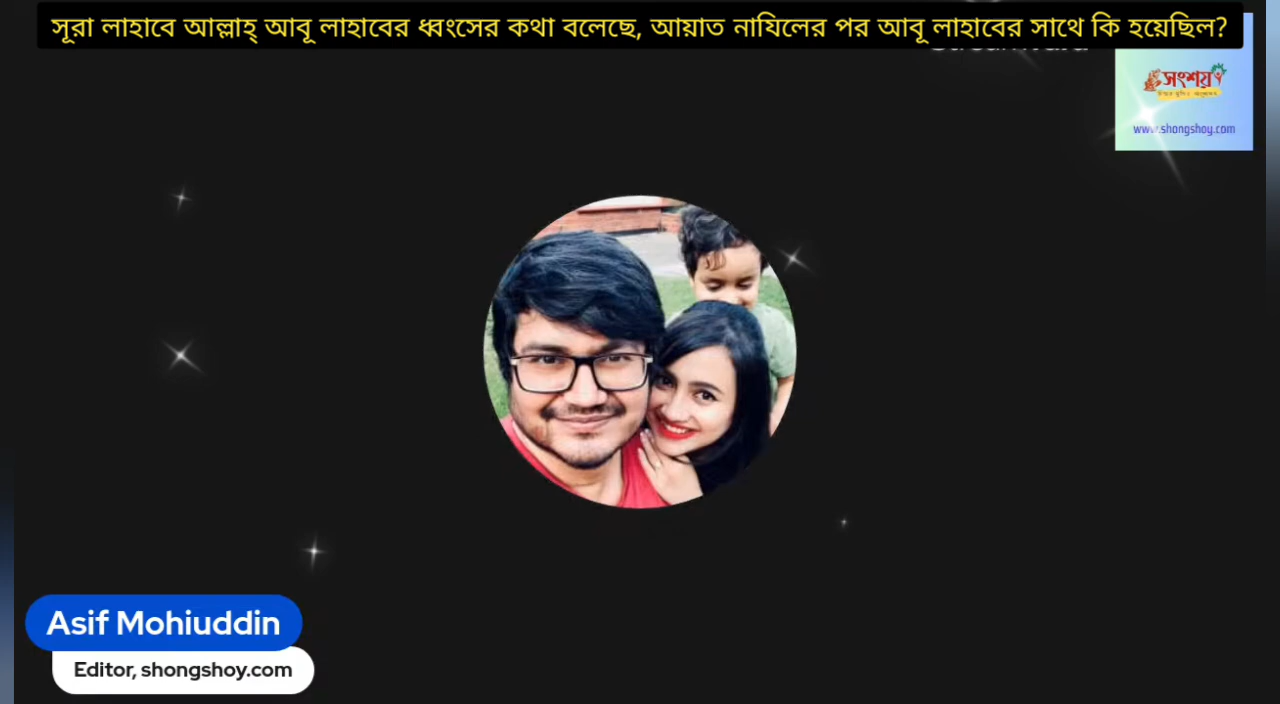 সূরা লাহাবে আল্লাহ্ আবূ লাহাবের ধ্বংসের কথা বলেছে, আয়াত নাযিলের পর আবূ লাহাবের সাথে কি হয়েছিল?
সংশয়
www.shongshoy.com
Asif Mohiuddin
Editor, shongshoy.com